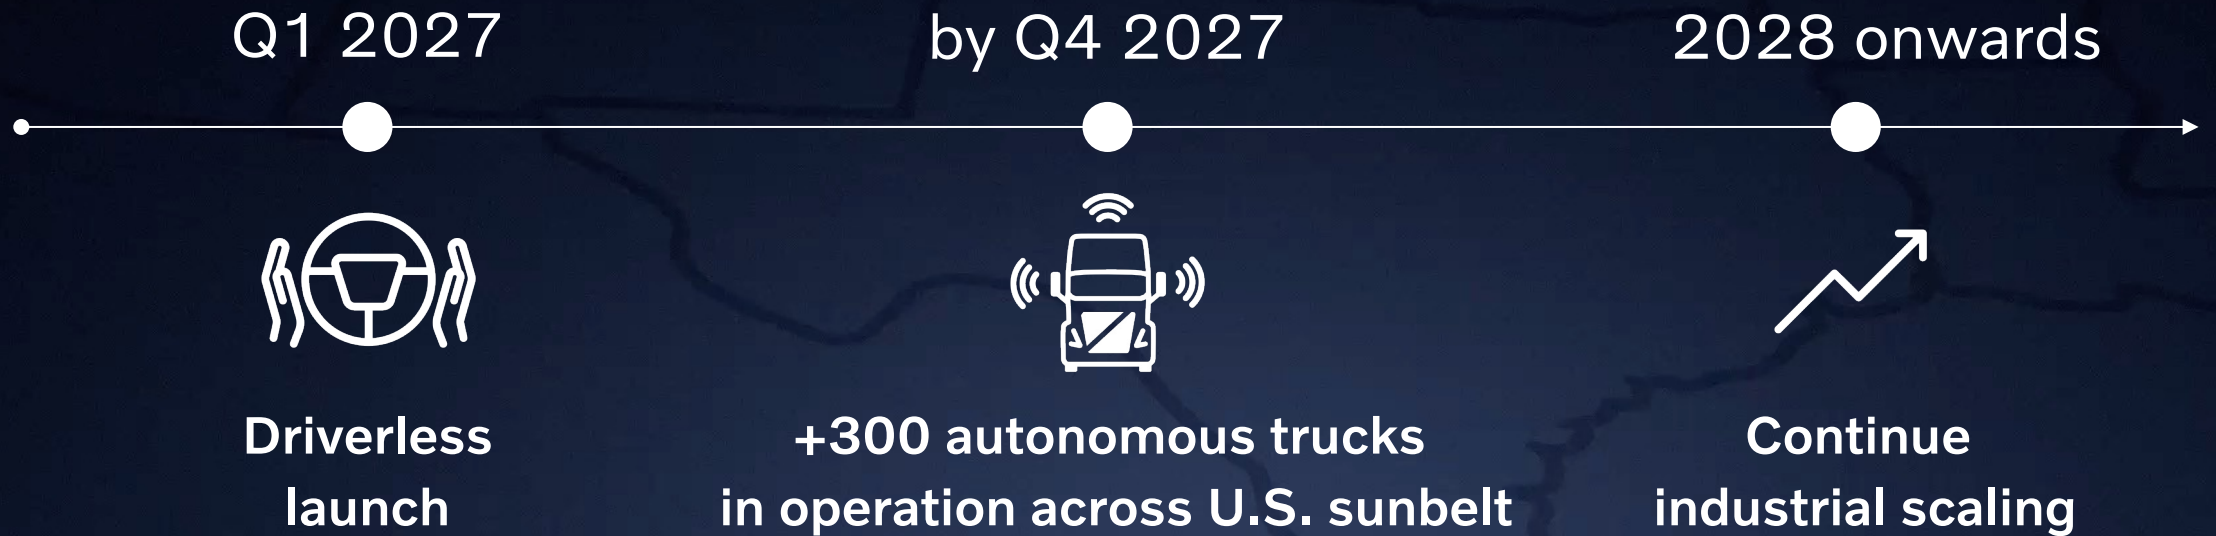 Q1 2027
by Q4 2027
2028 onwards
Driverless
launch
+300 autonomous trucks
in operation across U.S. sunbelt
Continue
industrial scaling